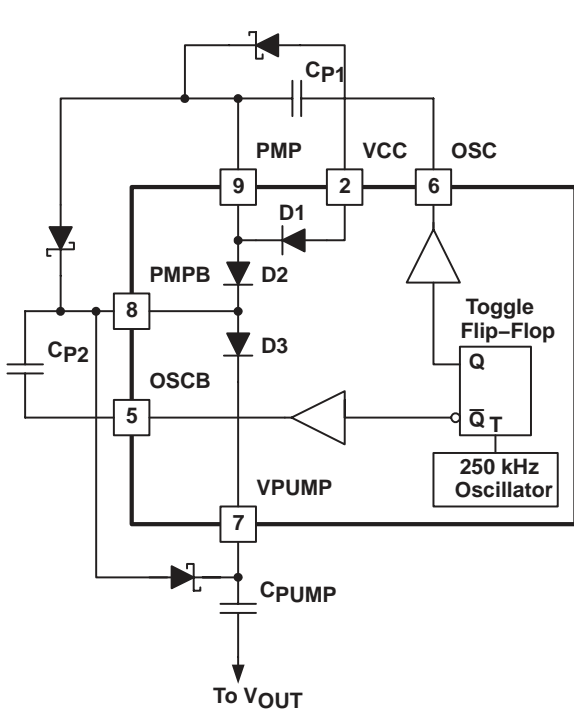 CP1
PMP VCC OSC
9 2 6
D1
PMPB D2
8
Toggle
Flip–Flop
CP2
D3
Q
OSCB
5
Q̅ T
250 kHz
Oscillator
VPUMP
7
CPUMP
To VOUT